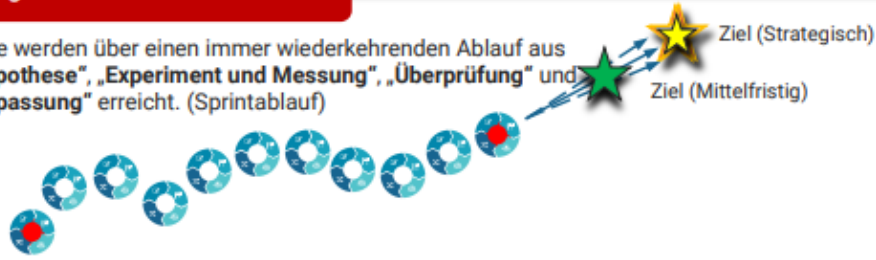 e werden über einen immer wiederkehrenden Ablauf aus
pothese“, „Experiment und Messung“, „Überprüfung“ und
passung“ erreicht. (Sprintablauf)
Ziel (Strategisch)
Ziel (Mittelfristig)